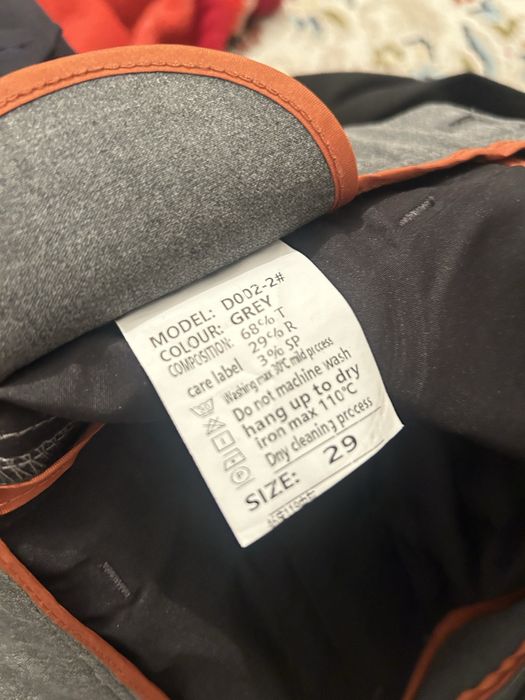 MODEL: D002-2#
COLOUR: GREY
COMPOSITION: 68% T
29% R
3% SP
care label
Washing max 30℃ mild prccess
Do not machine wash
hang up to dry
iron max 110℃
Dny cleaning prccess
SIZE: 29